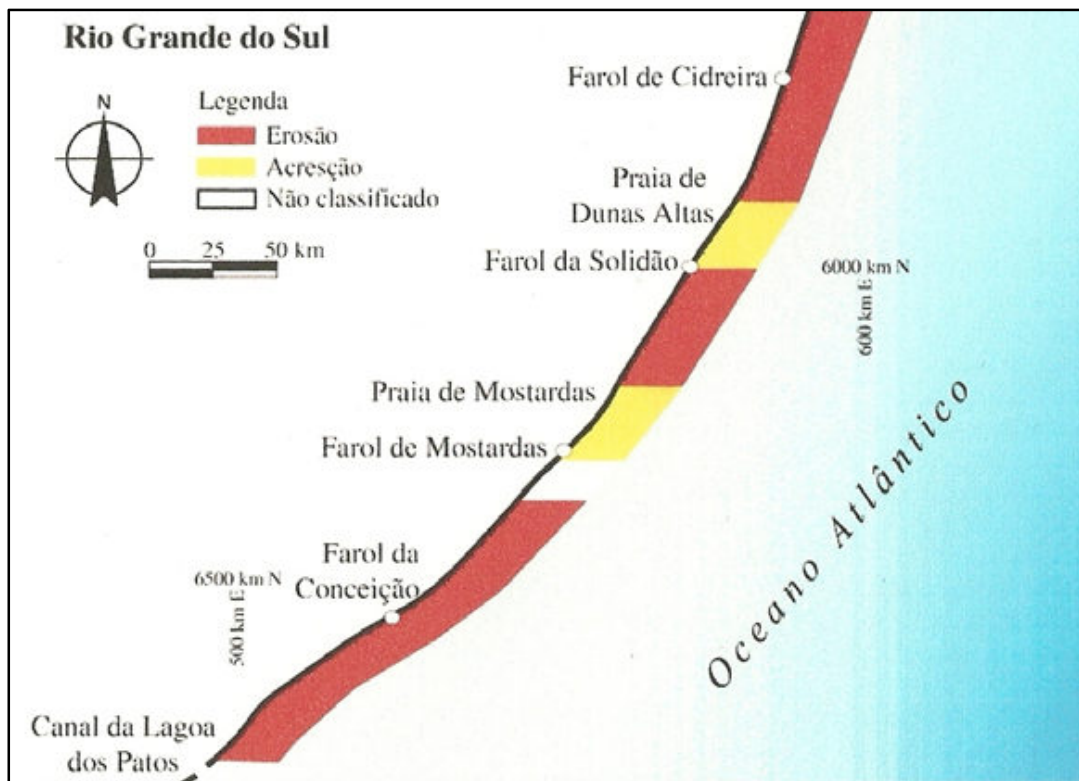 Rio Grande do Sul
N
Legenda
Erosão
Acresção
Não classificado
0 25 50 km
Farol de Cidreira
Praia de
Dunas Altas
Farol da Solidão
6000 km N
600 km E
Praia de Mostardas
Farol de Mostardas
Farol da
Conceição
6500 km N
500 km E
Canal da Lagoa
dos Patos
Oceano Atlântico